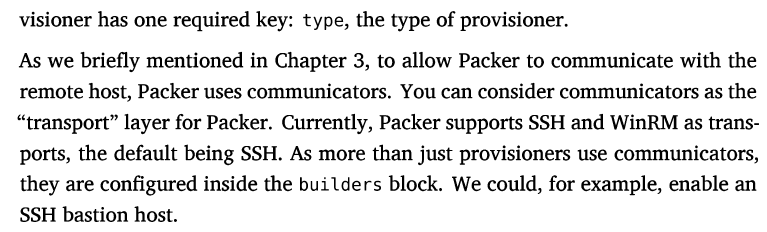 visioner has one required key: type, the type of provisioner.
As we briefly mentioned in Chapter 3, to allow Packer to communicate with the
remote host, Packer uses communicators. You can consider communicators as the
“transport” layer for Packer. Currently, Packer supports SSH and WinRM as trans-
ports, the default being SSH. As more than just provisioners use communicators,
they are configured inside the builders block. We could, for example, enable an
SSH bastion host.